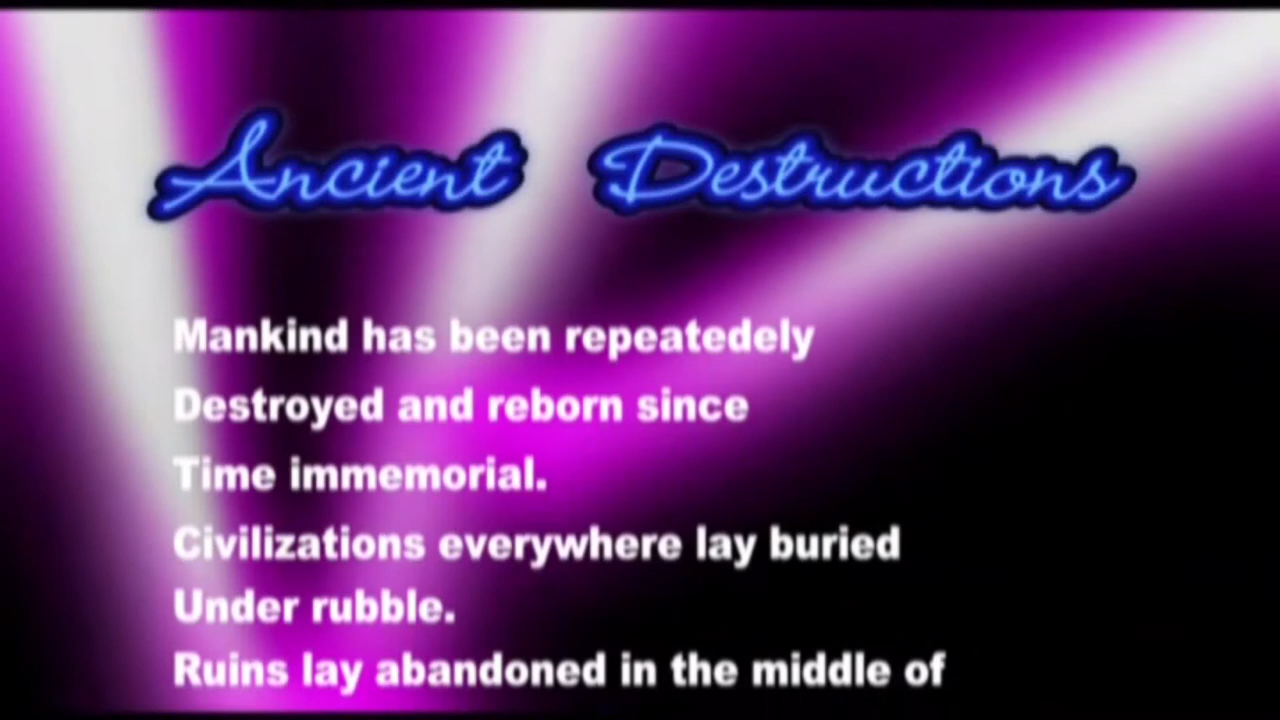 Ancient Destructions
Mankind has been repeatedely
Destroyed and reborn since
Time immemorial.
Civilizations everywhere lay buried
Under rubble.
Ruins lay abandoned in the middle of